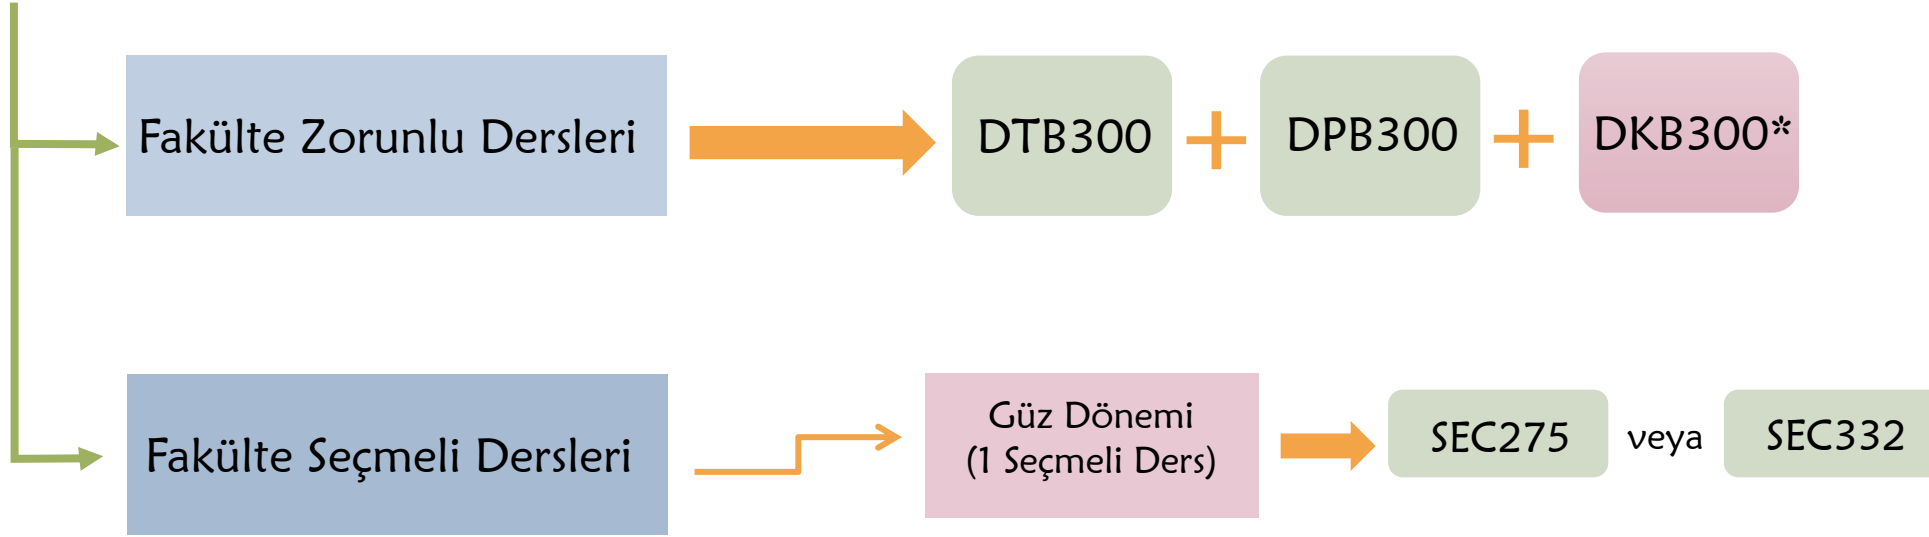 Fakülte Zorunlu Dersleri
DTB300
+
DPB300
+
DKB300*
Fakülte Seçmeli Dersleri
Güz Dönemi
(1 Seçmeli Ders)
SEC275
veya
SEC332